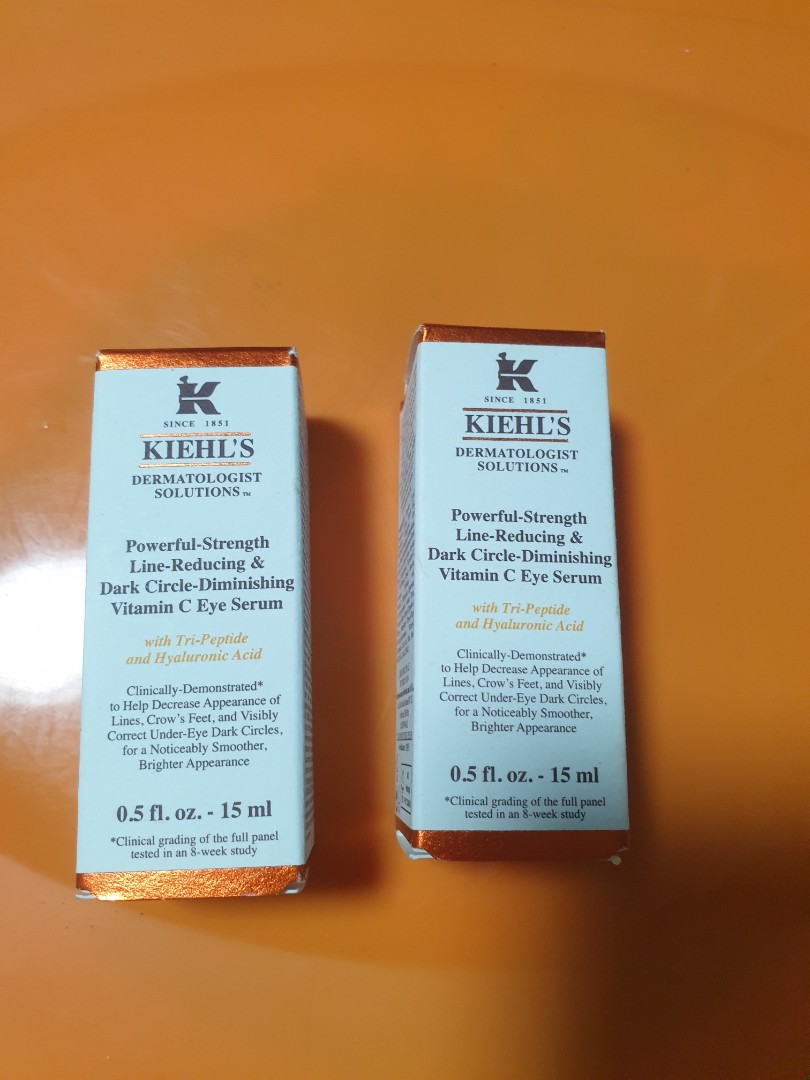 K
SINCE 1851
KIEHL'S
DERMATOLOGIST
SOLUTIONS™
Powerful-Strength
Line-Reducing &
Dark Circle-Diminishing
Vitamin C Eye Serum
with Tri-Peptide
and Hyaluronic Acid
Clinically-Demonstrated*
to Help Decrease Appearance of
Lines, Crow's Feet, and Visibly
Correct Under-Eye Dark Circles,
for a Noticeably Smoother,
Brighter Appearance
0.5 fl. oz. - 15 ml
*Clinical grading of the full panel
tested in an 8-week study
K
SINCE 1851
KIEHL'S
DERMATOLOGIST
SOLUTIONS™
Powerful-Strength
Line-Reducing &
Dark Circle-Diminishing
Vitamin C Eye Serum
with Tri-Peptide
and Hyaluronic Acid
Clinically-Demonstrated*
to Help Decrease Appearance of
Lines, Crow's Feet, and Visibly
Correct Under-Eye Dark Circles,
for a Noticeably Smoother,
Brighter Appearance
0.5 fl. oz. - 15 ml
*Clinical grading of the full panel
tested in an 8-week study